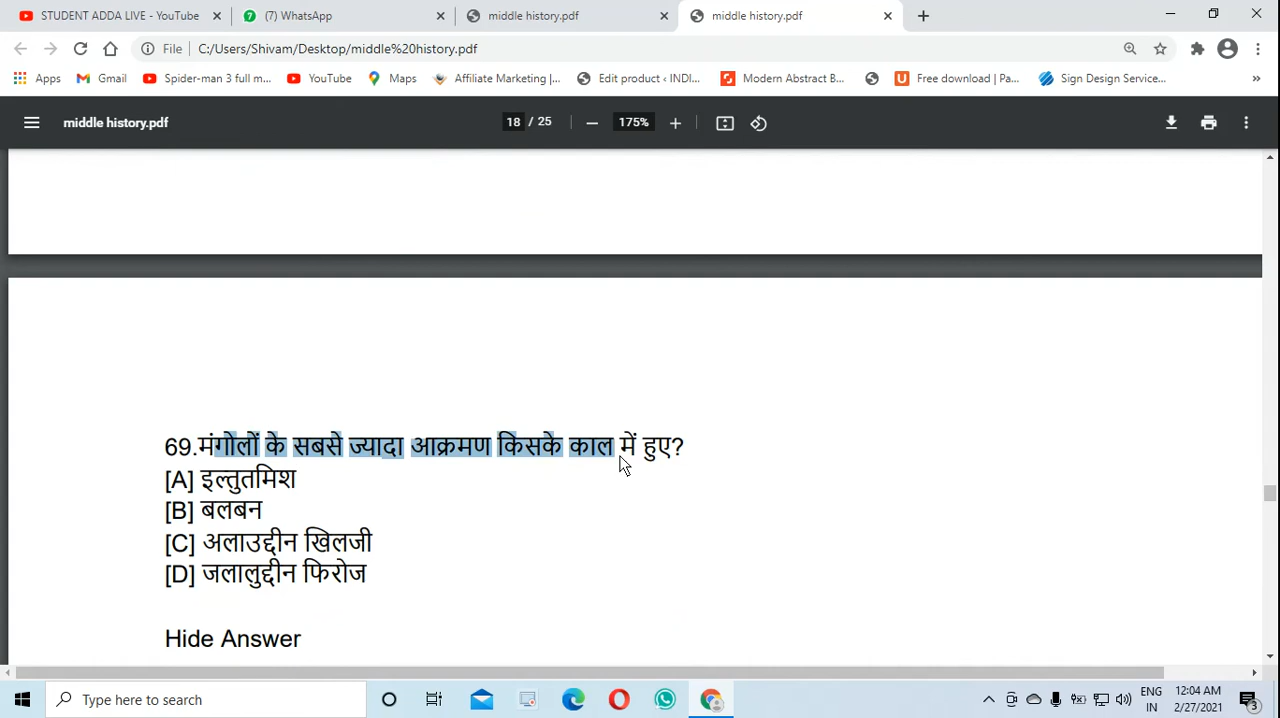 STUDENT ADDA LIVE - YouTube
(7) WhatsApp
middle history.pdf
middle history.pdf
File
C:/Users/Shivam/Desktop/middle%20history.pdf
Apps
Gmail
Spider-man 3 full m...
YouTube
Maps
Affiliate Marketing |...
Edit product ‹ INDI...
Modern Abstract B...
Free download | Pa...
Sign Design Service...
»
middle history.pdf
18 / 25
175%
69.मंगोलों के सबसे ज्यादा आक्रमण किसके काल में हुए?
[A] इल्तुतमिश
[B] बलबन
[C] अलाउद्दीन खिलजी
[D] जलालुद्दीन फिरोज
Hide Answer
Type here to search
ENG
IN
12:04 AM
2/27/2021
3